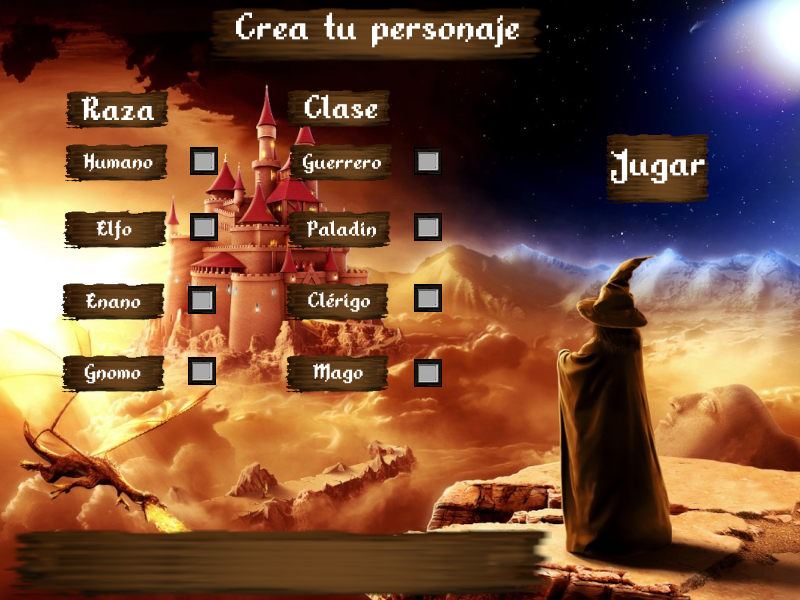 Crea tu personaje
Raza
Clase
Humano
Guerrero
Jugar
Elfo
Paladín
Enano
Clérigo
Gnomo
Mago